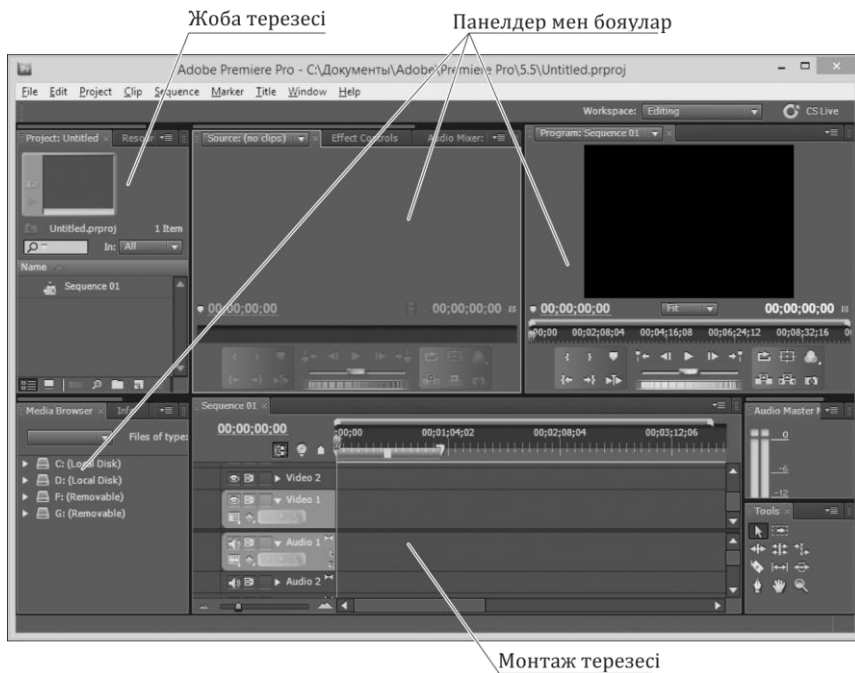 Жоба терезесі
Панелдер мен бояулар
Adobe Premiere Pro - C:\Документы\Adobe\Premiere Pro\5.5\Untitled.prproj
File Edit Project Clip Sequence Marker Title Window Help
Workspace: Editing CS Live
Project: Untitled
Source: (no clips) Effect Controls Audio Mixer:
Program: Sequence 01
Untitled.prproj 1 Item
In: All
Name
Sequence 01
00;00;00;00 00;00;00;00
00;00;00;00 Fit 00;00;00;00
00;00 00;02;08;04 00;04;16;08 00;06;24;12 00;08;32;16
Media Browser
Files of type:
C: (Local Disk)
D: (Local Disk)
F: (Removable)
G: (Removable)
Sequence 01
00;00;00;00
;00;00 00;01;04;02 00;02;08;04 00;03;12;06
Video 2
Video 1
Audio 1
Audio 2
Audio Master
0
-6
-12
Tools
Монтаж терезесі